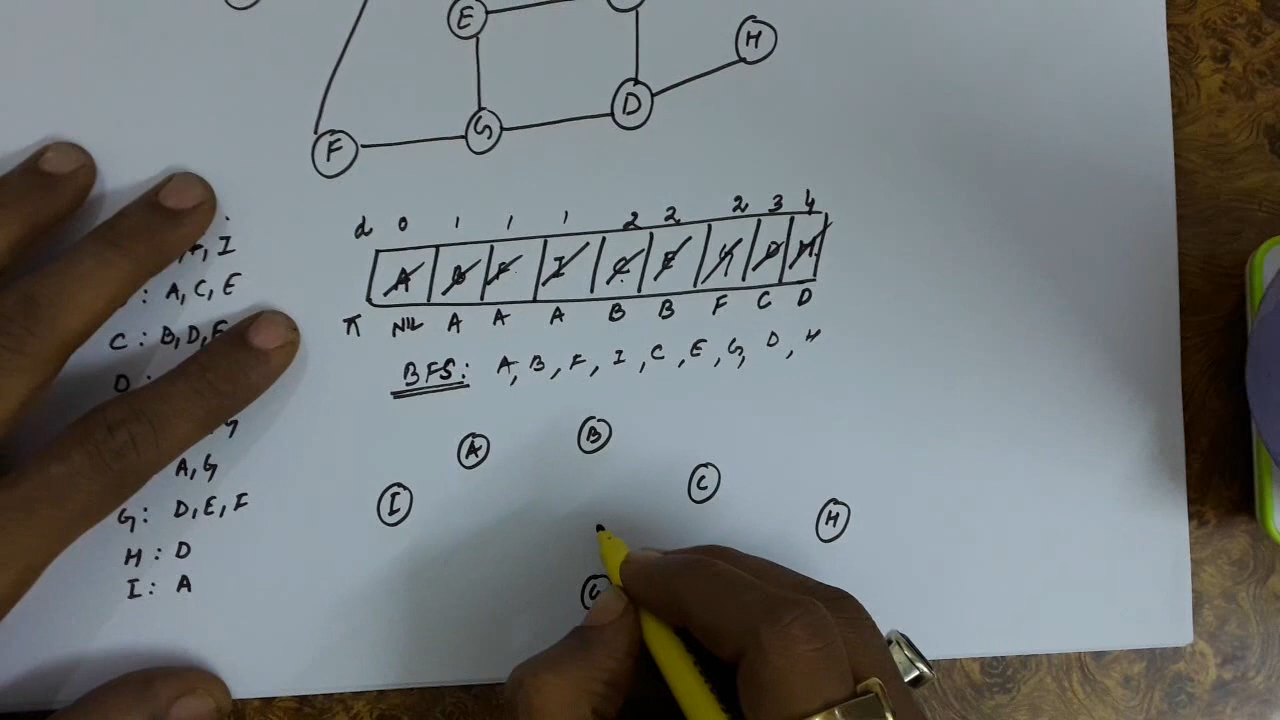 E
H
D
G
F
d 0 1 1 1 2 2 2 3 4
A B F I C E G D H
π NIL A A A B B F C D
BFS: A, B, F, I, C, E, G, D, H
, I
: A, C, E
C: B, D, E
D:
A, G
G: D, E, F
H: D
I: A
A B
I C H
G